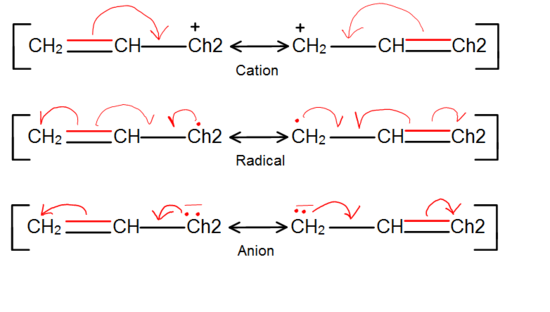 [CH₂=CH—Ch2⁺ ↔ ⁺CH₂—CH=Ch2]
Cation
[CH₂=CH—Ch2• ↔ •CH₂—CH=Ch2]
Radical
[CH₂=CH—Ch2:⁻ ↔ ⁻:CH₂—CH=Ch2]
Anion